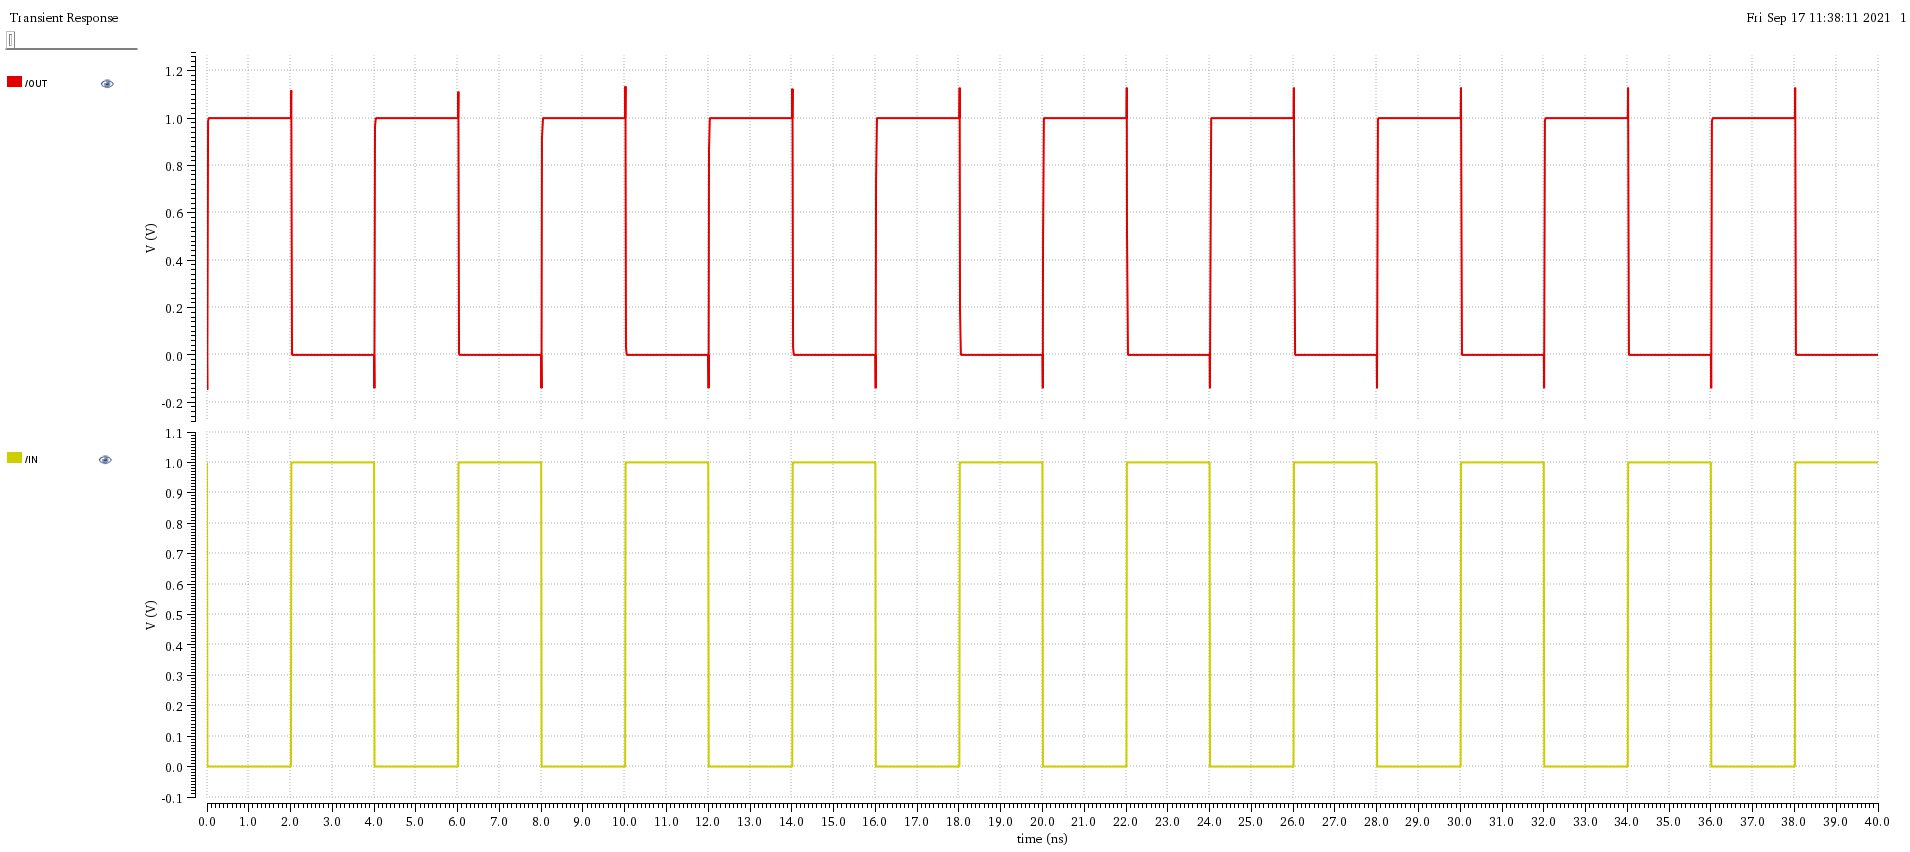 Transient Response
Fri Sep 17 11:38:11 2021 1
/OUT
1.2
1.0
0.8
0.6
0.4
0.2
0.0
-0.2
V (V)
/IN
1.1
1.0
0.9
0.8
0.7
0.6
0.5
0.4
0.3
0.2
0.1
0.0
-0.1
V (V)
0.0 1.0 2.0 3.0 4.0 5.0 6.0 7.0 8.0 9.0 10.0 11.0 12.0 13.0 14.0 15.0 16.0 17.0 18.0 19.0 20.0 21.0 22.0 23.0 24.0 25.0 26.0 27.0 28.0 29.0 30.0 31.0 32.0 33.0 34.0 35.0 36.0 37.0 38.0 39.0 40.0
time (ns)